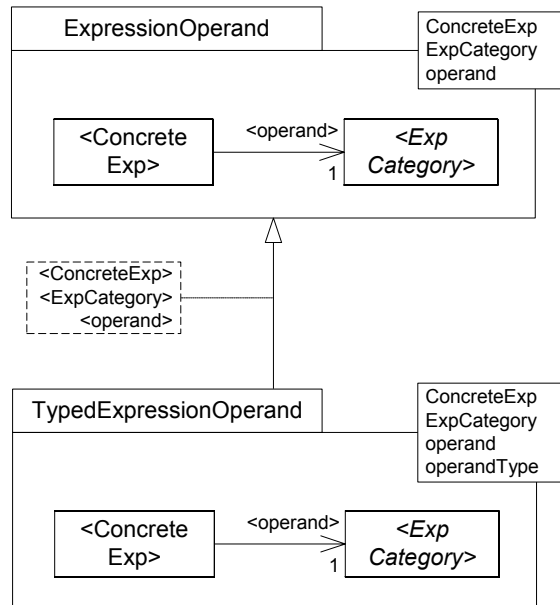 ExpressionOperand
ConcreteExp
ExpCategory
operand
<Concrete
Exp>
<operand>
1
<Exp
Category>
<ConcreteExp>
<ExpCategory>
<operand>
TypedExpressionOperand
ConcreteExp
ExpCategory
operand
operandType
<Concrete
Exp>
<operand>
1
<Exp
Category>